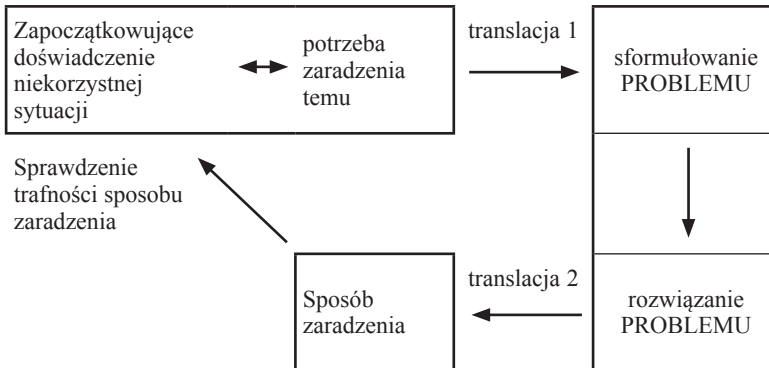 Zapoczątkowujące
doświadczenie
niekorzystnej
sytuacji
potrzeba
zaradzenia
temu
translacja 1
sformułowanie
PROBLEMU
Sprawdzenie
trafności sposobu
zaradzenia
Sposób
zaradzenia
translacja 2
rozwiązanie
PROBLEMU